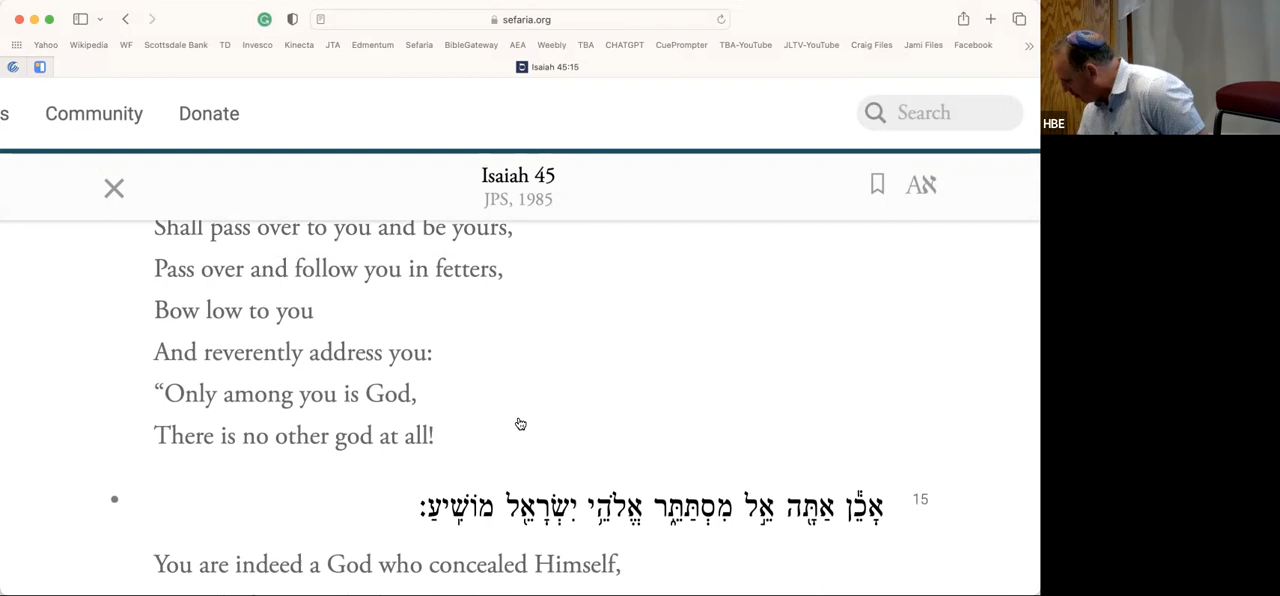 sefaria.org
Yahoo Wikipedia WF Scottsdale Bank TD Invesco Kinecta JTA Edmentum Sefaria BibleGateway AEA Weebly TBA CHATGPT CuePrompter TBA-YouTube JLTV-YouTube Craig Files Jami Files Facebook
Isaiah 45:15
s Community Donate Search
Isaiah 45
JPS, 1985
Aא
Shall pass over to you and be yours,
Pass over and follow you in fetters,
Bow low to you
And reverently address you:
“Only among you is God,
There is no other god at all!
15 אָכֵ֕ן אַתָּ֖ה אֵ֣ל מִסְתַּתֵּ֑ר אֱלֹהֵ֥י יִשְׂרָאֵ֖ל מוֹשִֽׁיעַ׃
You are indeed a God who concealed Himself,
HBE